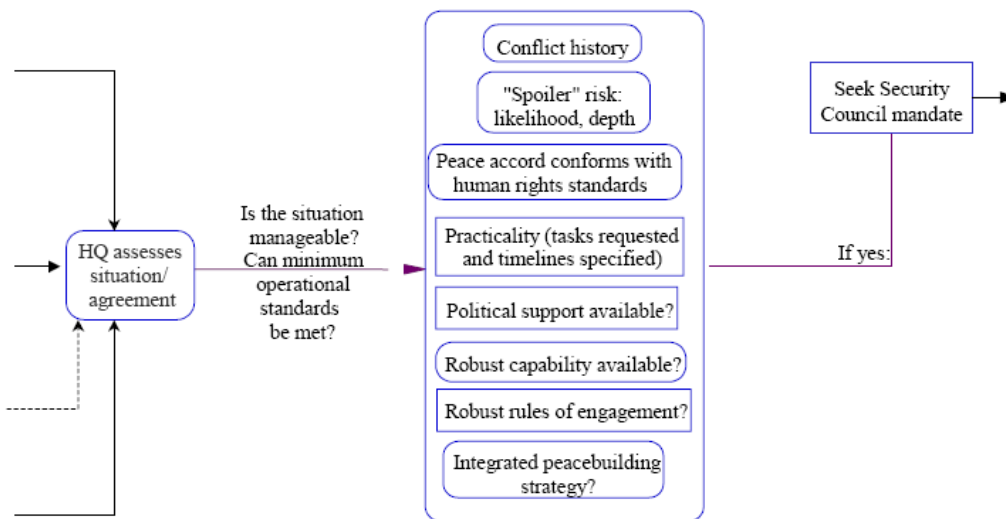 HQ assesses
situation/
agreement
Is the situation
manageable?
Can minimum
operational
standards
be met?
Conflict history
"Spoiler" risk:
likelihood, depth
Peace accord conforms with
human rights standards
Practicality (tasks requested
and timelines specified)
Political support available?
Robust capability available?
Robust rules of engagement?
Integrated peacebuilding
strategy?
If yes:
Seek Security
Council mandate